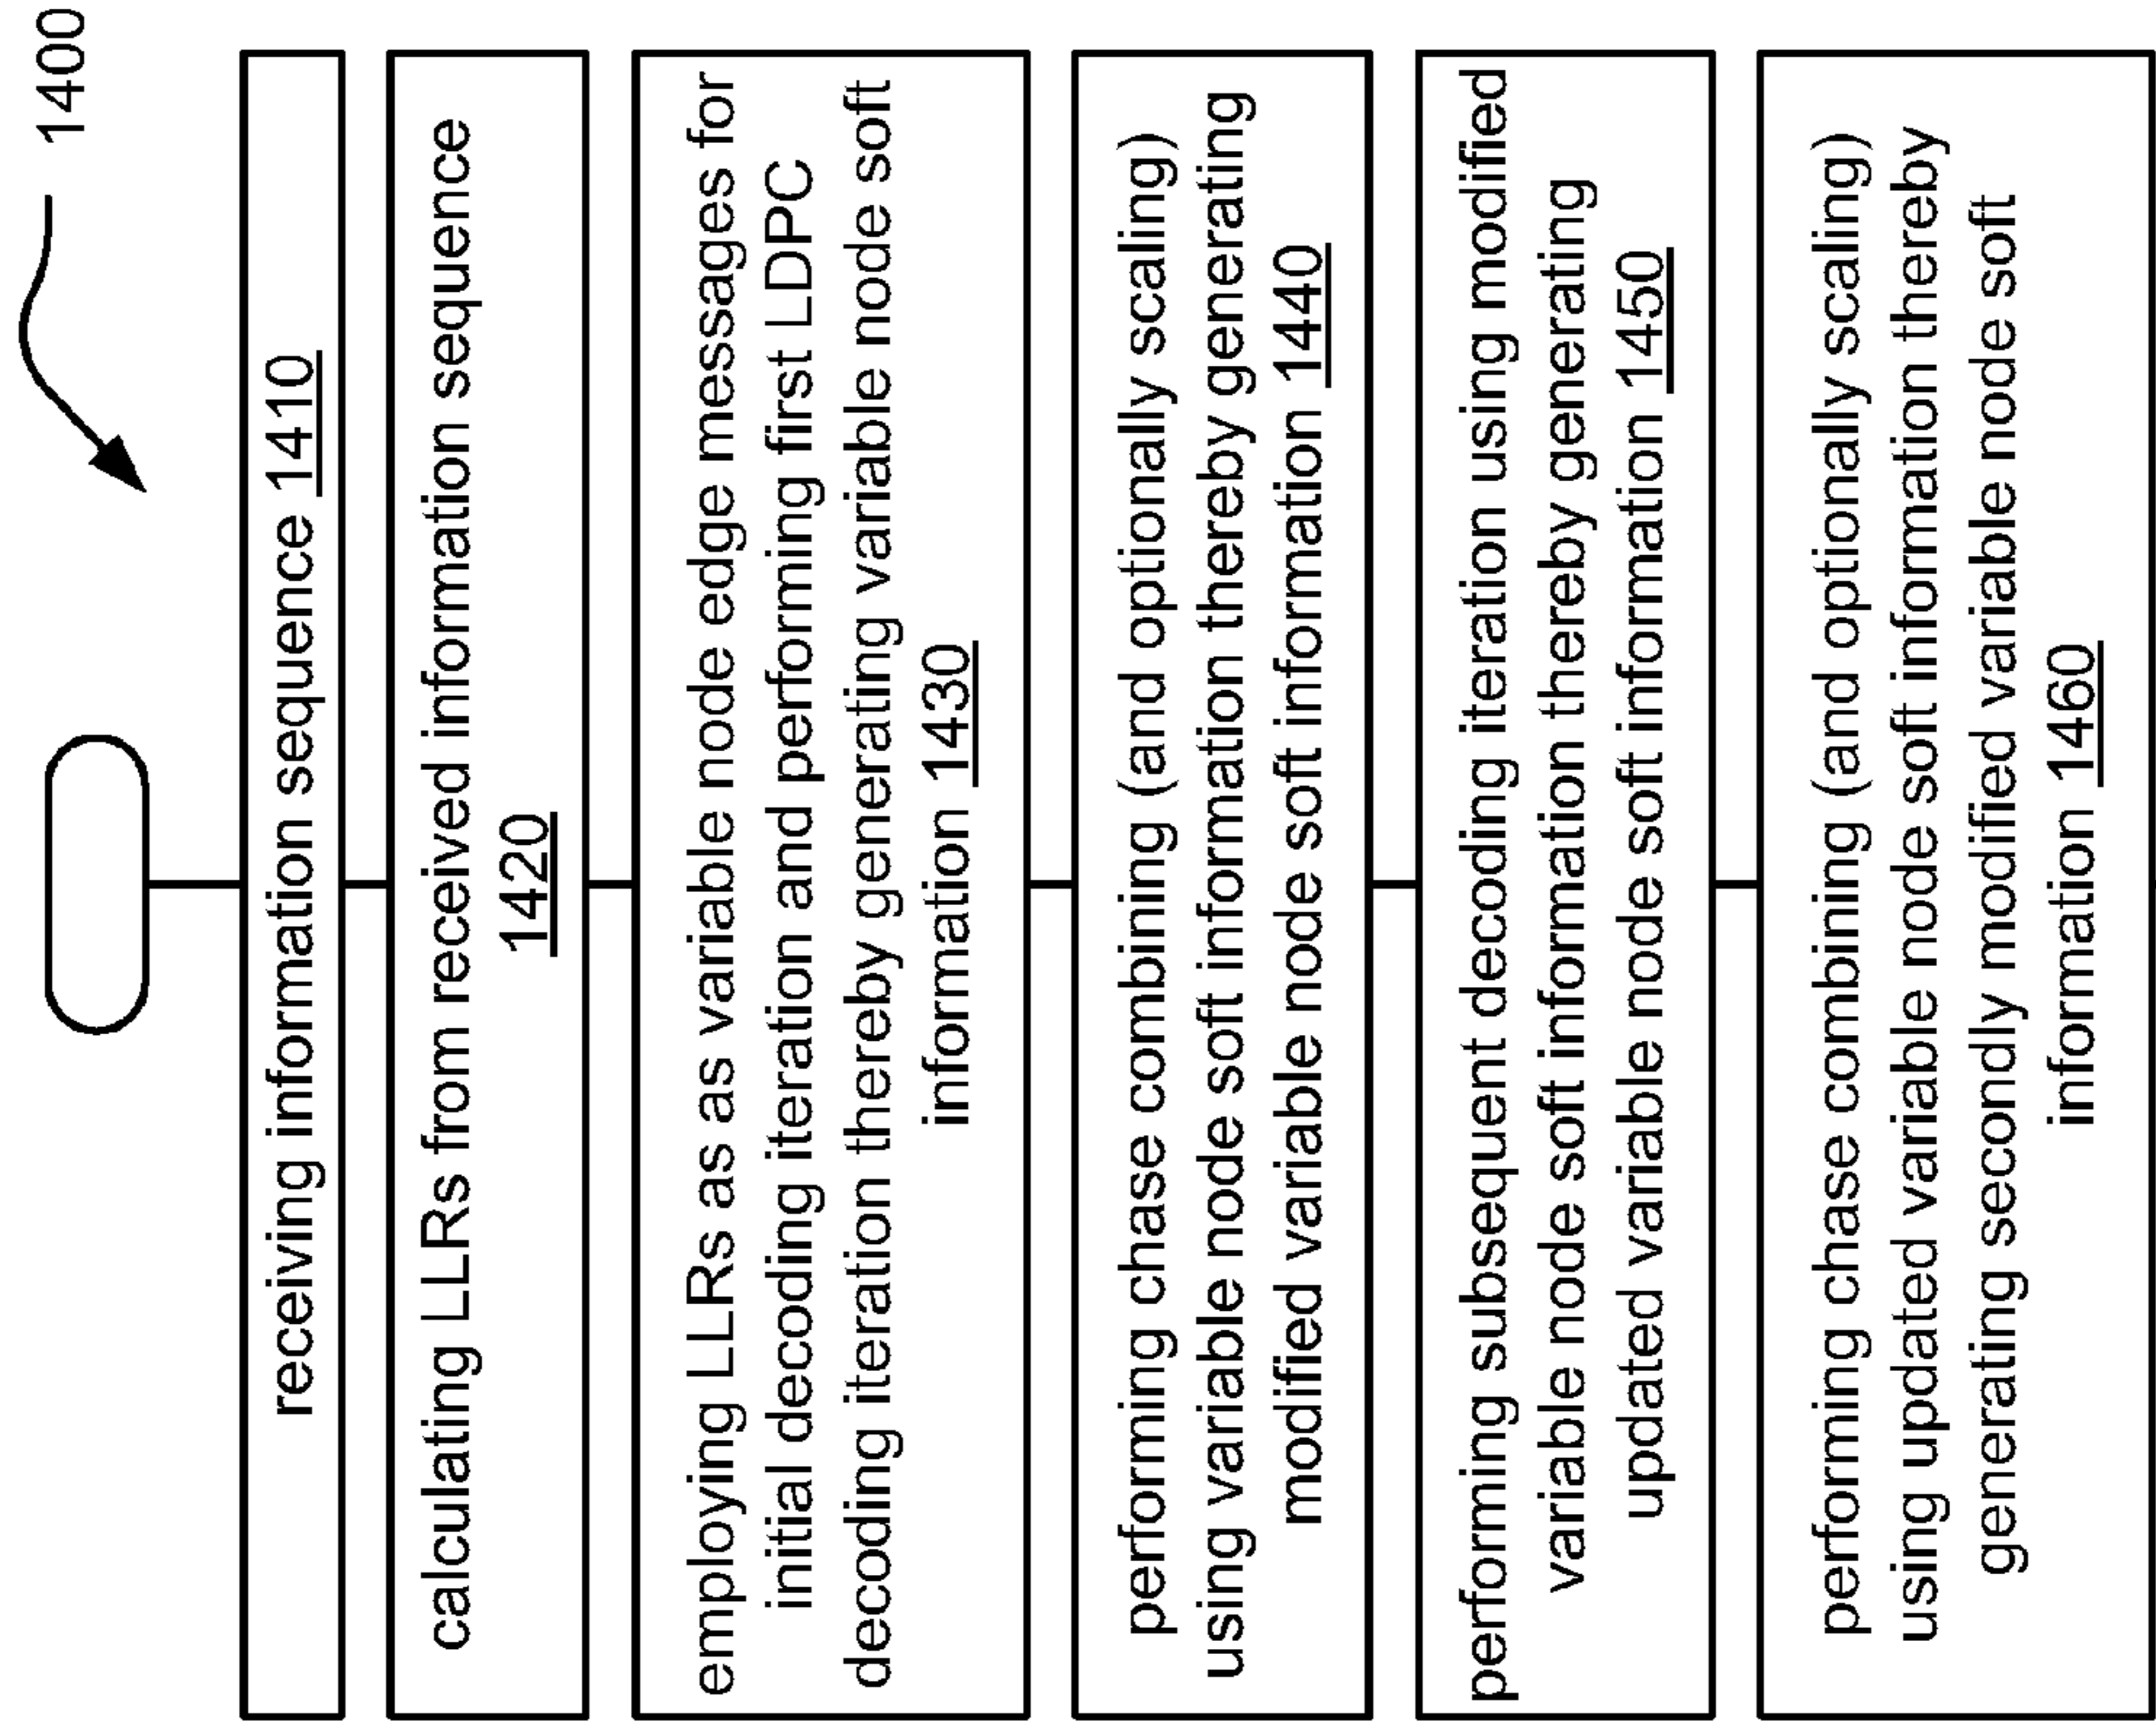 1400
receiving information sequence 1410
calculating LLRs from received information sequence
1420
employing LLRs as as variable node edge messages for
initial decoding iteration and performing first LDPC
decoding iteration thereby generating variable node soft
information 1430
performing chase combining (and optionally scaling)
using variable node soft information thereby generating
modified variable node soft information 1440
performing subsequent decoding iteration using modified
variable node soft information thereby generating
updated variable node soft information 1450
performing chase combining (and optionally scaling)
using updated variable node soft information thereby
generating secondly modified variable node soft
information 1460